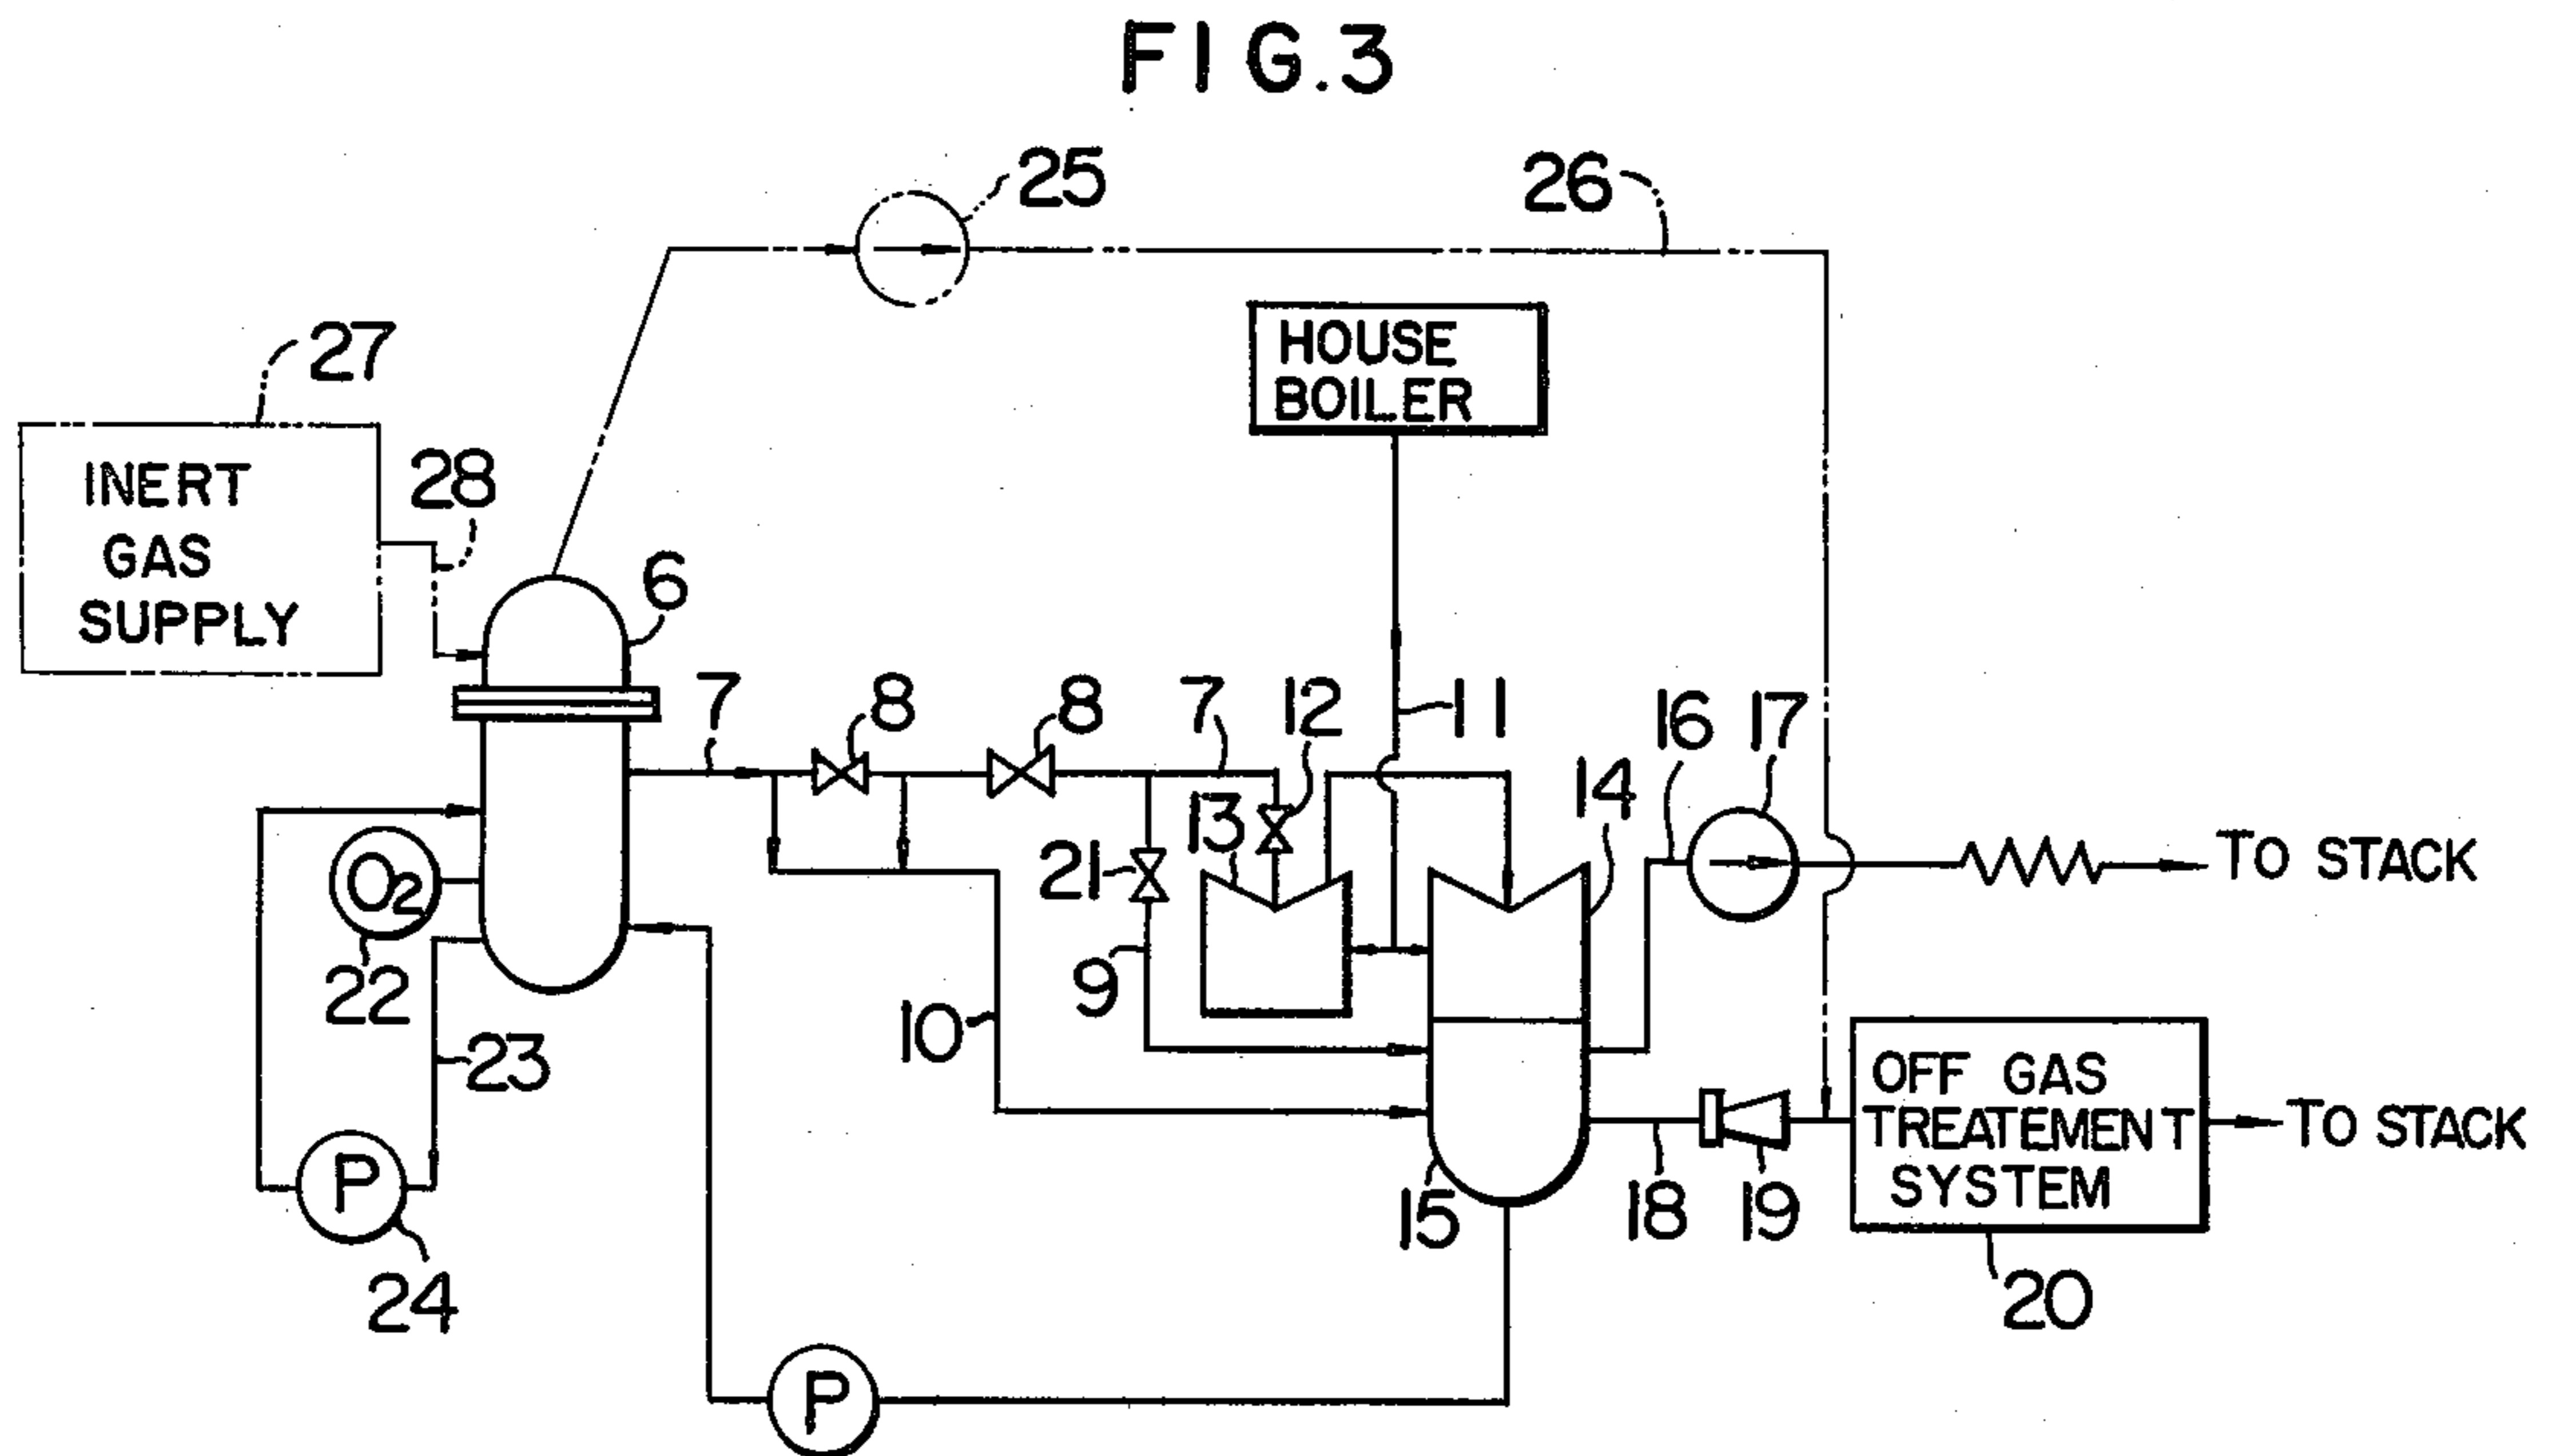 FIG.3
25
26
HOUSE
BOILER
27
INERT
GAS
SUPPLY
28
6
7
8
8
7
12
11
16
17
13
14
21
O2
TO STACK
22
9
10
23
OFF GAS
TREATEMENT
SYSTEM
TO STACK
P
15
18
19
24
20
P